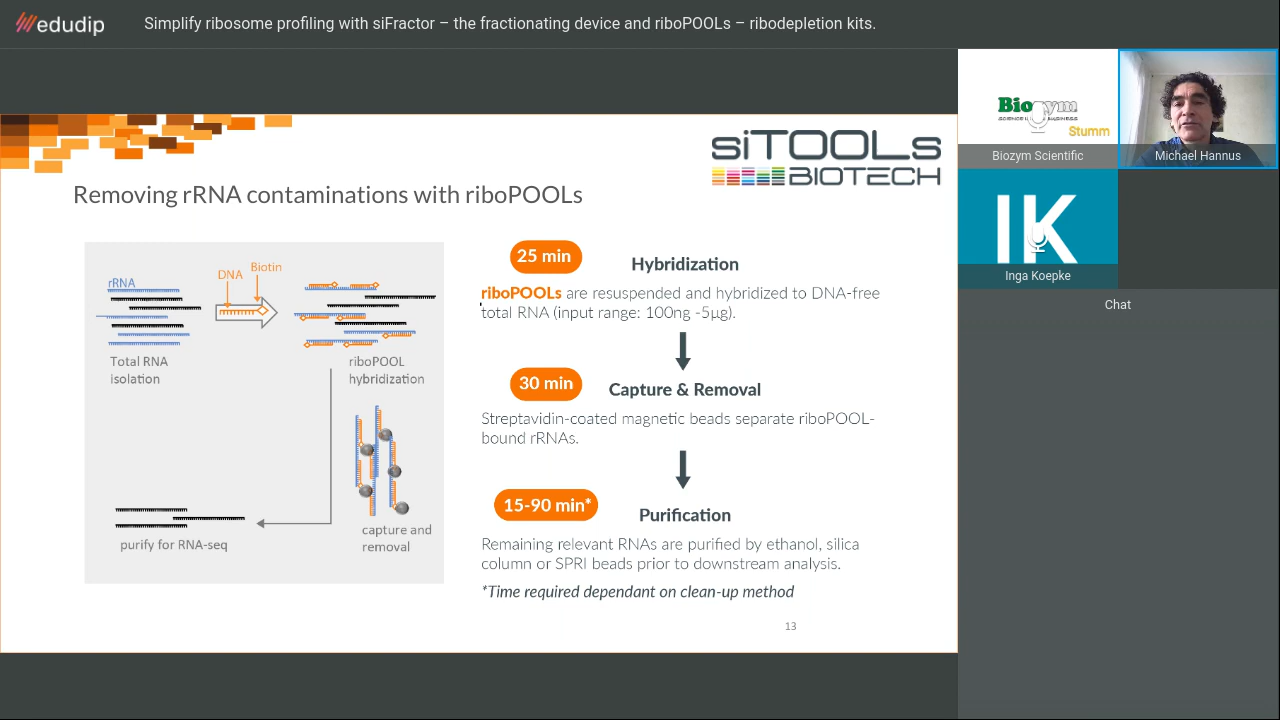 edudip
Simplify ribosome profiling with siFractor – the fractionating device and riboPOOLs – ribodepletion kits.
siTOOLs
BIOTECH
Removing rRNA contaminations with riboPOOLs
rRNA
DNA
Biotin
Total RNA
isolation
riboPOOL
hybridization
capture and
removal
purify for RNA-seq
25 min
Hybridization
riboPOOLs are resuspended and hybridized to DNA-free
total RNA (input range: 100ng -5µg).
30 min
Capture & Removal
Streptavidin-coated magnetic beads separate riboPOOL-
bound rRNAs.
15-90 min*
Purification
Remaining relevant RNAs are purified by ethanol, silica
column or SPRI beads prior to downstream analysis.
*Time required dependant on clean-up method
13
Stumm
Biozym Scientific
Michael Hannus
IK
Inga Koepke
Chat